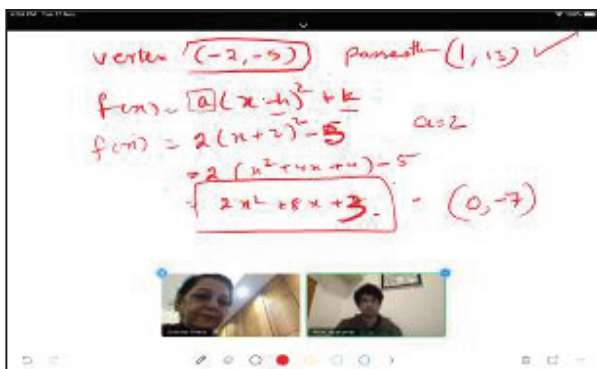 vertex (-2,-5) passes th (1, 13)
f(x) = a(x-h)² + k
f(x) = 2(x+2)² - 5 a=2
= 2(x² + 4x + 4) - 5
2x² + 8x + 3. - (0,-7)